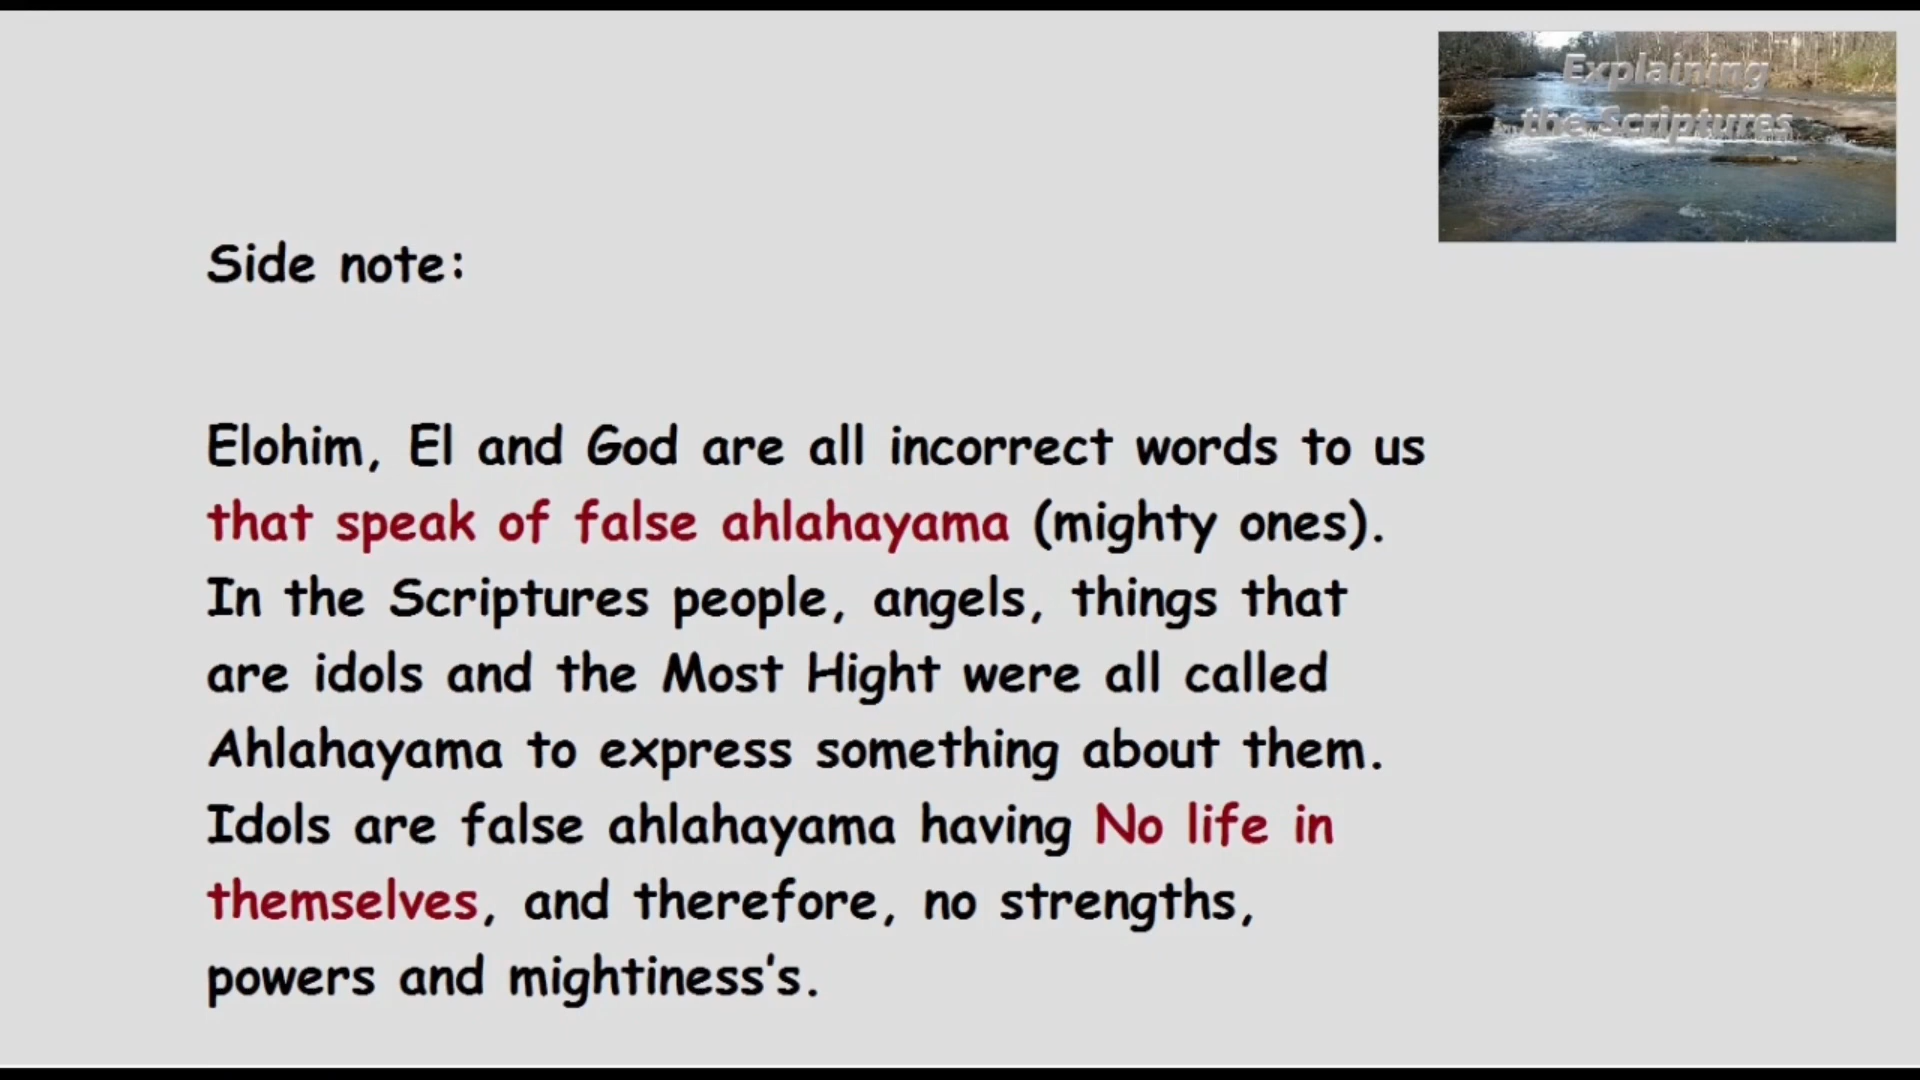 Explaining
the Scriptures
Side note:
Elohim, El and God are all incorrect words to us
that speak of false ahlahayama (mighty ones).
In the Scriptures people, angels, things that
are idols and the Most Hight were all called
Ahlahayama to express something about them.
Idols are false ahlahayama having No life in
themselves, and therefore, no strengths,
powers and mightiness's.